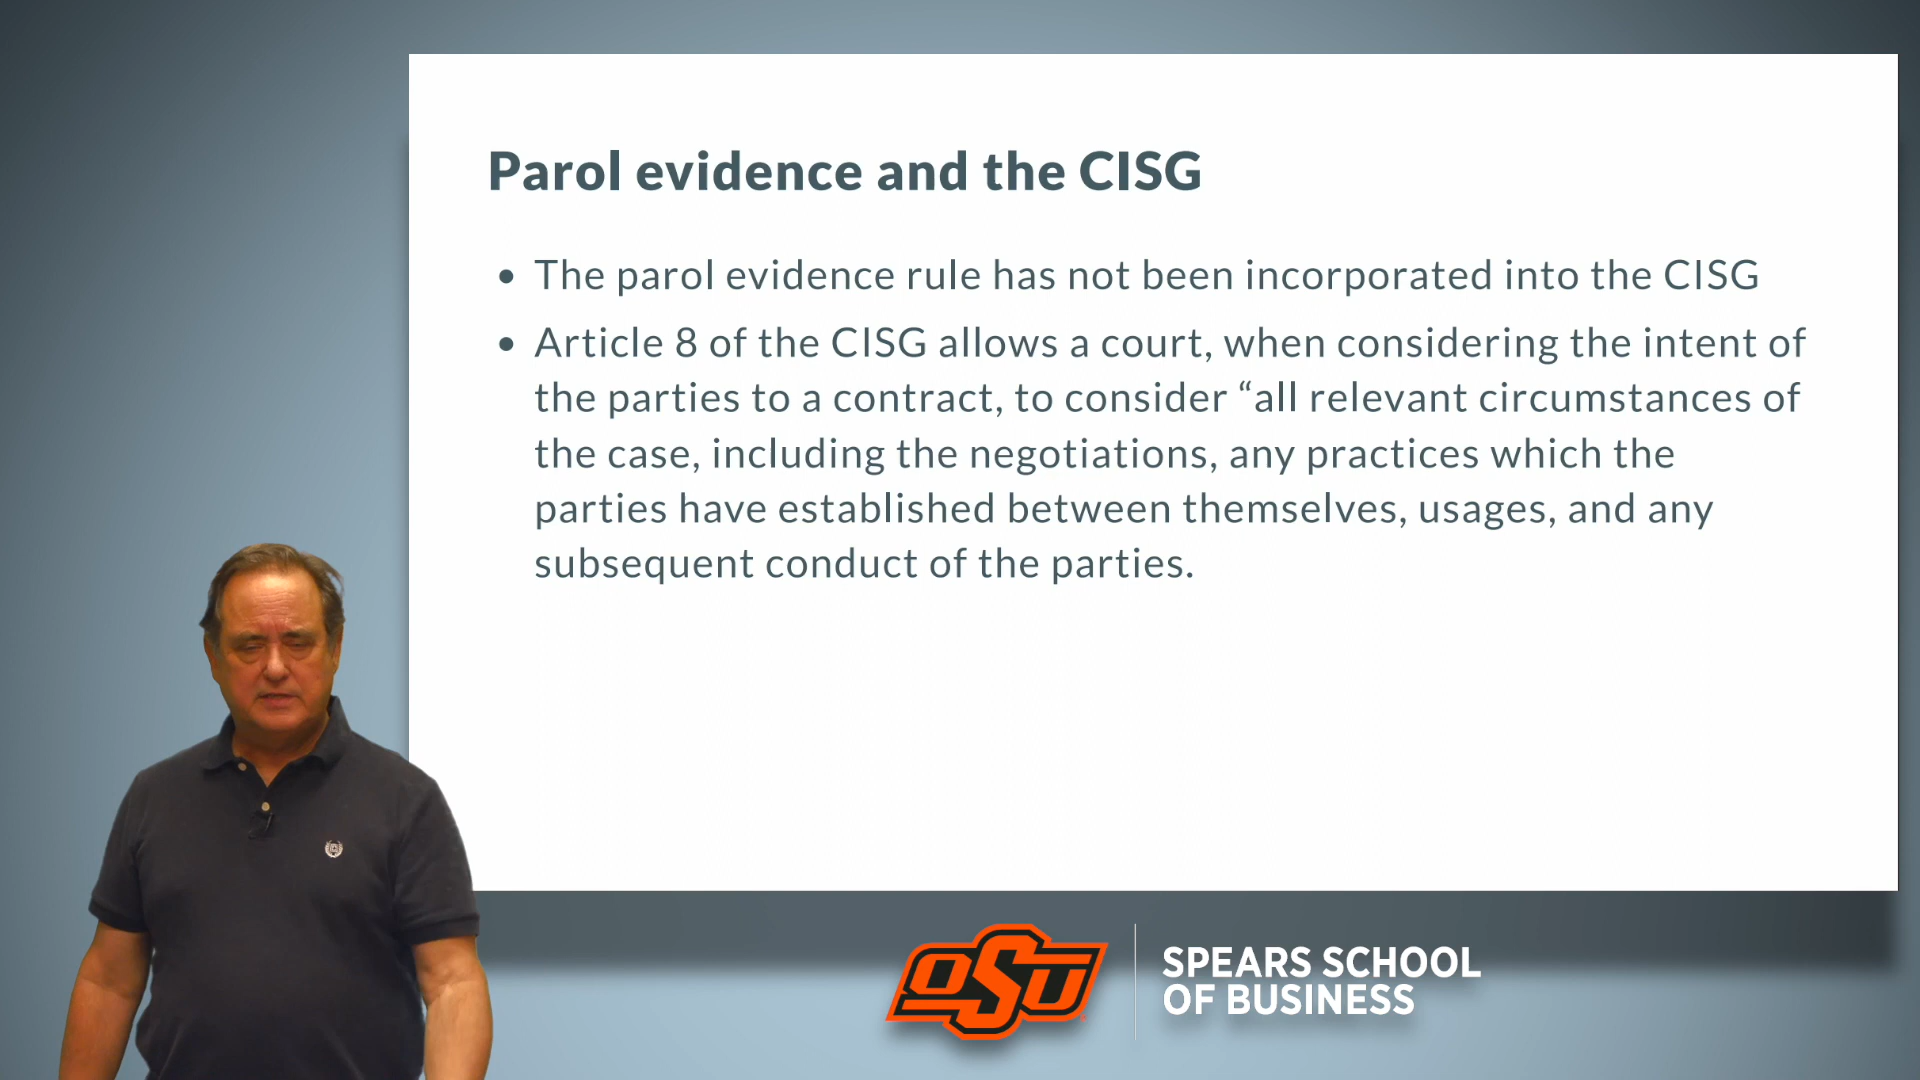 Parol evidence and the CISG
• The parol evidence rule has not been incorporated into the CISG
• Article 8 of the CISG allows a court, when considering the intent of
the parties to a contract, to consider “all relevant circumstances of
the case, including the negotiations, any practices which the
parties have established between themselves, usages, and any
subsequent conduct of the parties.
OSU
SPEARS SCHOOL
OF BUSINESS